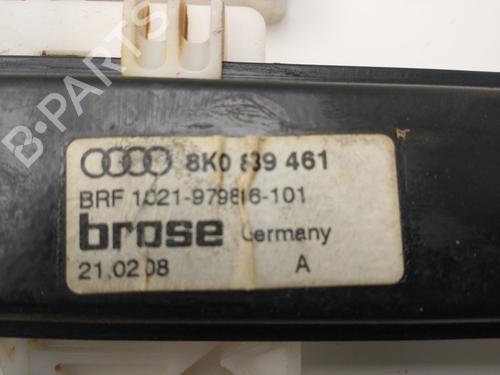 8K0 839 461
BRF 1021-979816-101
brose Germany
21.02.08 A
B-PARTS